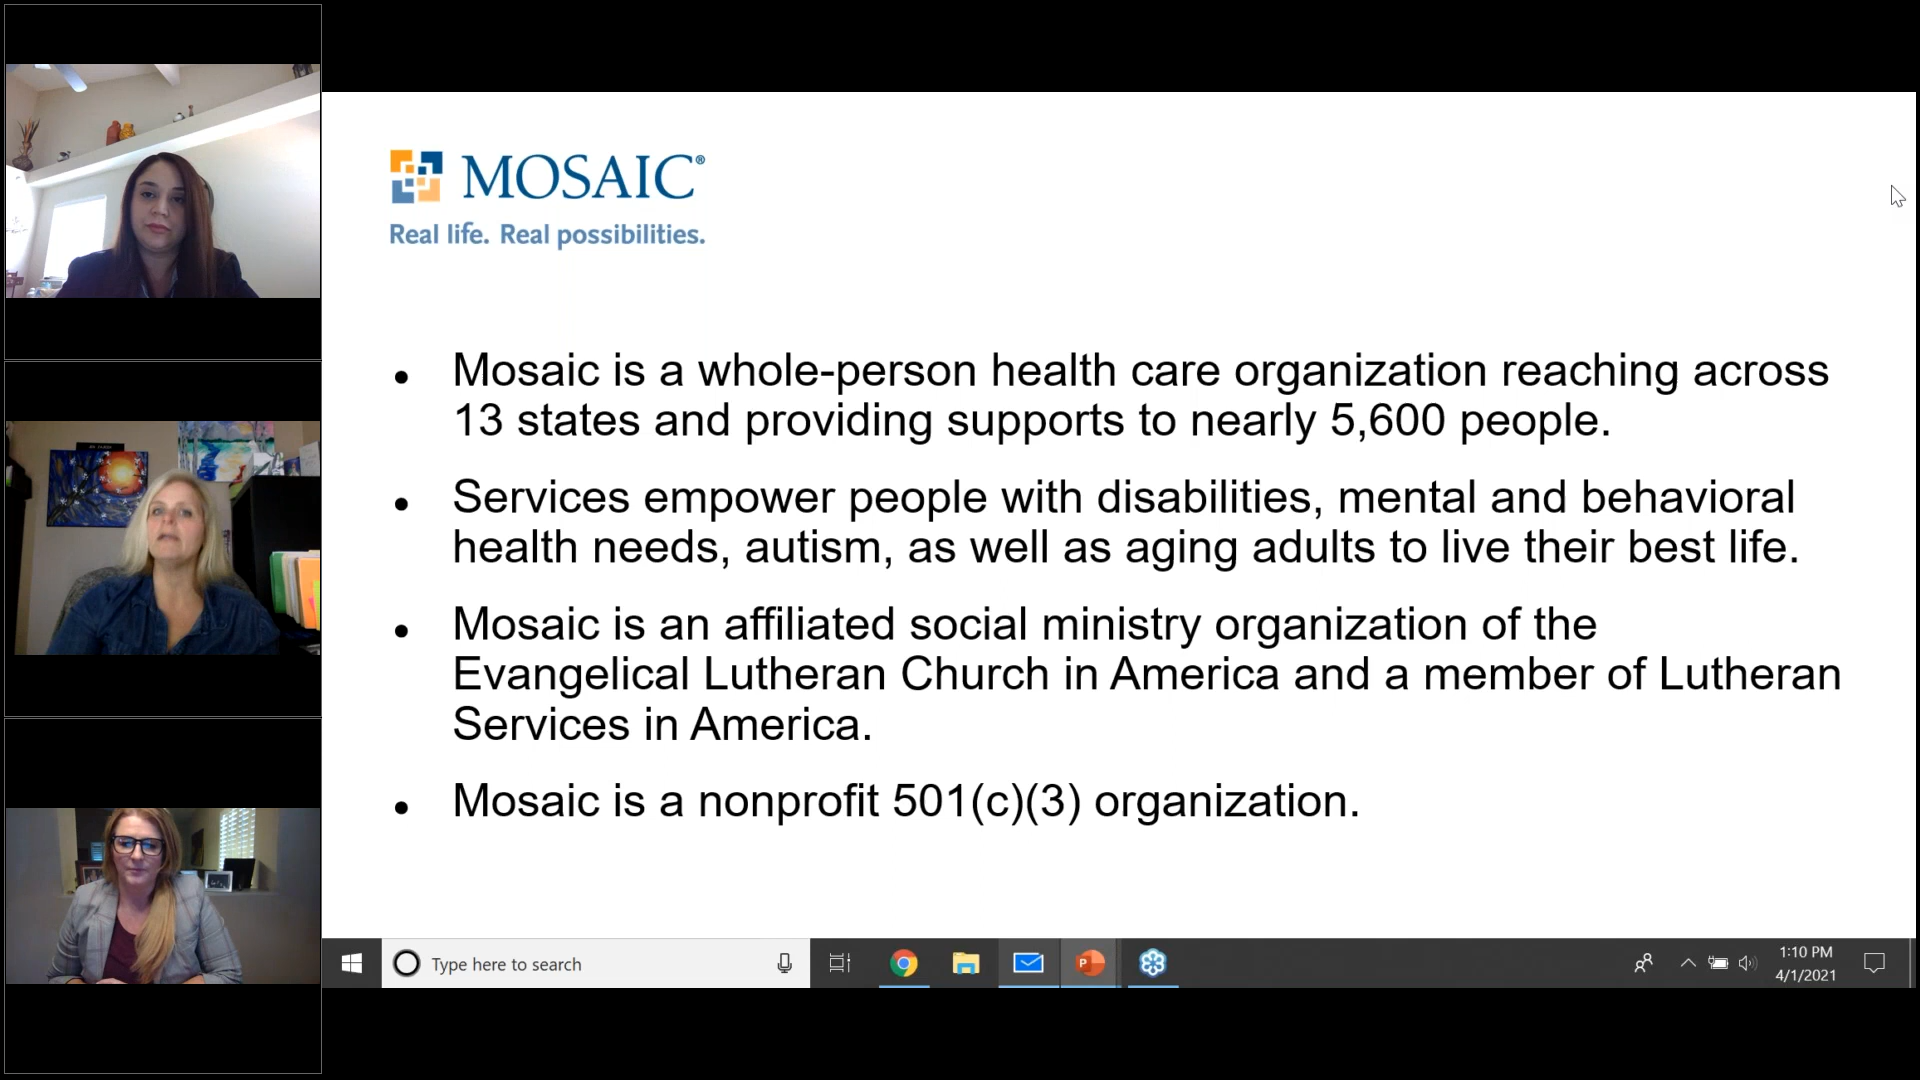 MOSAIC®
Real life. Real possibilities.
• Mosaic is a whole-person health care organization reaching across
13 states and providing supports to nearly 5,600 people.
• Services empower people with disabilities, mental and behavioral
health needs, autism, as well as aging adults to live their best life.
• Mosaic is an affiliated social ministry organization of the
Evangelical Lutheran Church in America and a member of Lutheran
Services in America.
• Mosaic is a nonprofit 501(c)(3) organization.
Type here to search
P
1:10 PM
4/1/2021